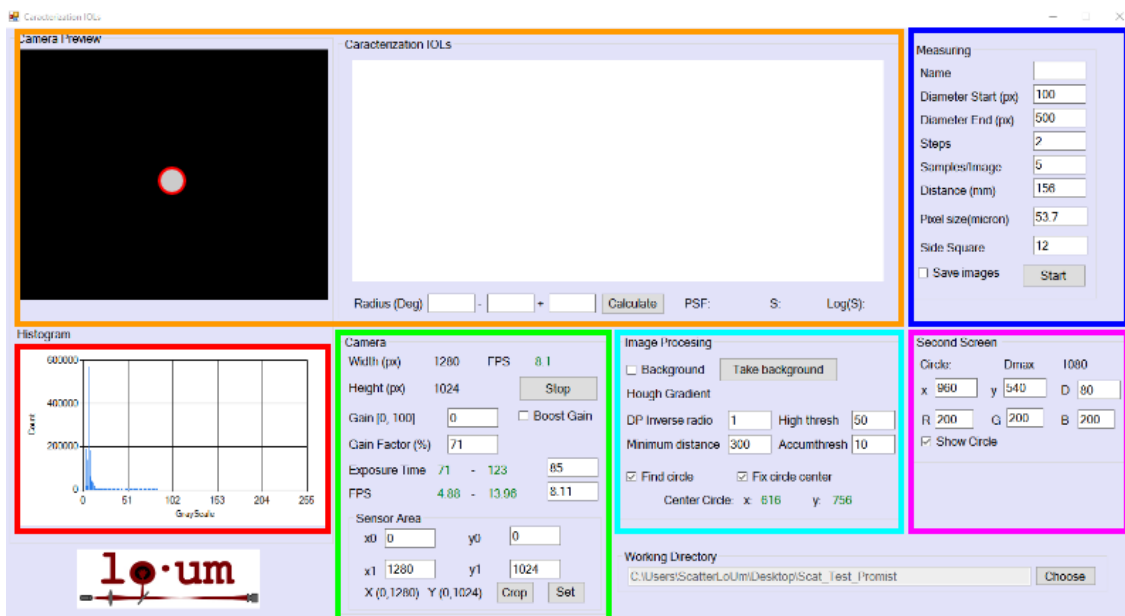 Caracterization IOLs
Camera Preview
Caracterization IOLs
Radius (Deg) - + Calculate PSF: S: Log(S):
Measuring
Name
Diameter Start (px) 100
Diameter End (px) 500
Steps 2
Samples/Image 5
Distance (mm) 156
Pixel size(micron) 53.7
Side Square 12
Save images Start
Histogram
600000
400000
200000
0
Count
0 51 102 153 204 255
GrayScale
Camera
Width (px) 1280 FPS 8.1
Height (px) 1024 Stop
Gain [0, 100] 0 Boost Gain
Gain Factor (%) 71
Exposure Time 71 - 123 85
FPS 4.88 - 13.96 8.11
Sensor Area
x0 0 y0 0
x1 1280 y1 1024
X (0,1280) Y (0,1024) Crop Set
Image Procesing
Background Take background
Hough Gradient
DP Inverse radio 1 High thresh 50
Minimum distance 300 Accumthresh 10
Find circle Fix circle center
Center Circle: x: 616 y: 756
Second Screen
Circle: Dmax 1080
x 960 y 540 D 80
R 200 G 200 B 200
Show Circle
lo·um
Working Directory
C:\Users\ScatterLoUm\Desktop\Scat_Test_Promist Choose